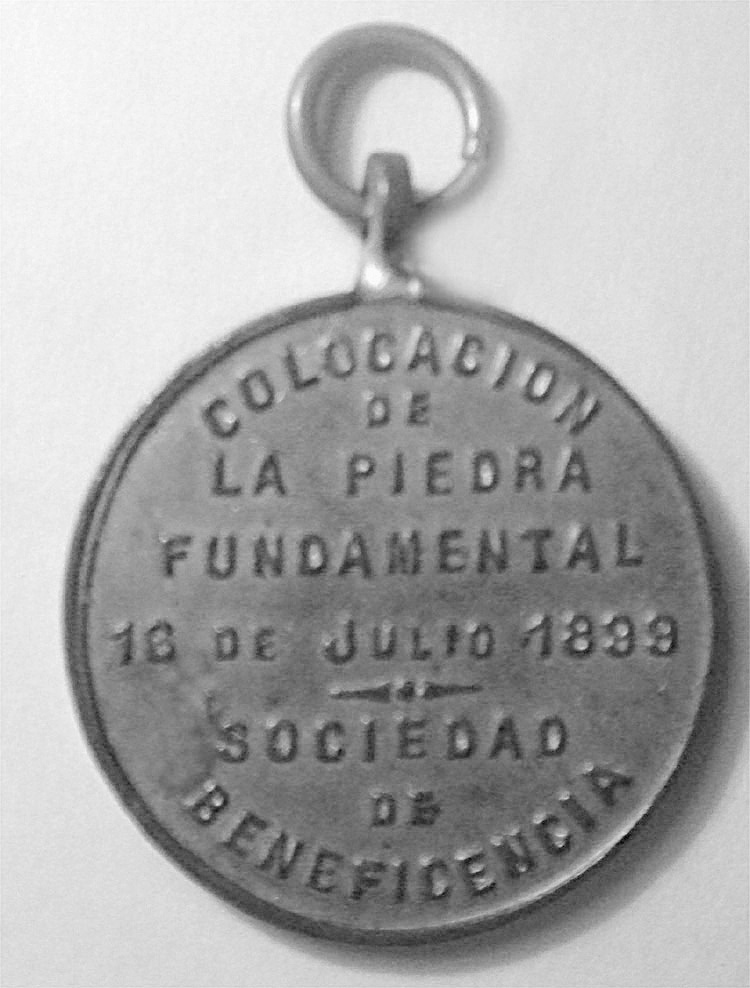 COLOCACION
DE
LA PIEDRA
FUNDAMENTAL
16 DE JULIO 1899
SOCIEDAD
DE
BENEFICENCIA